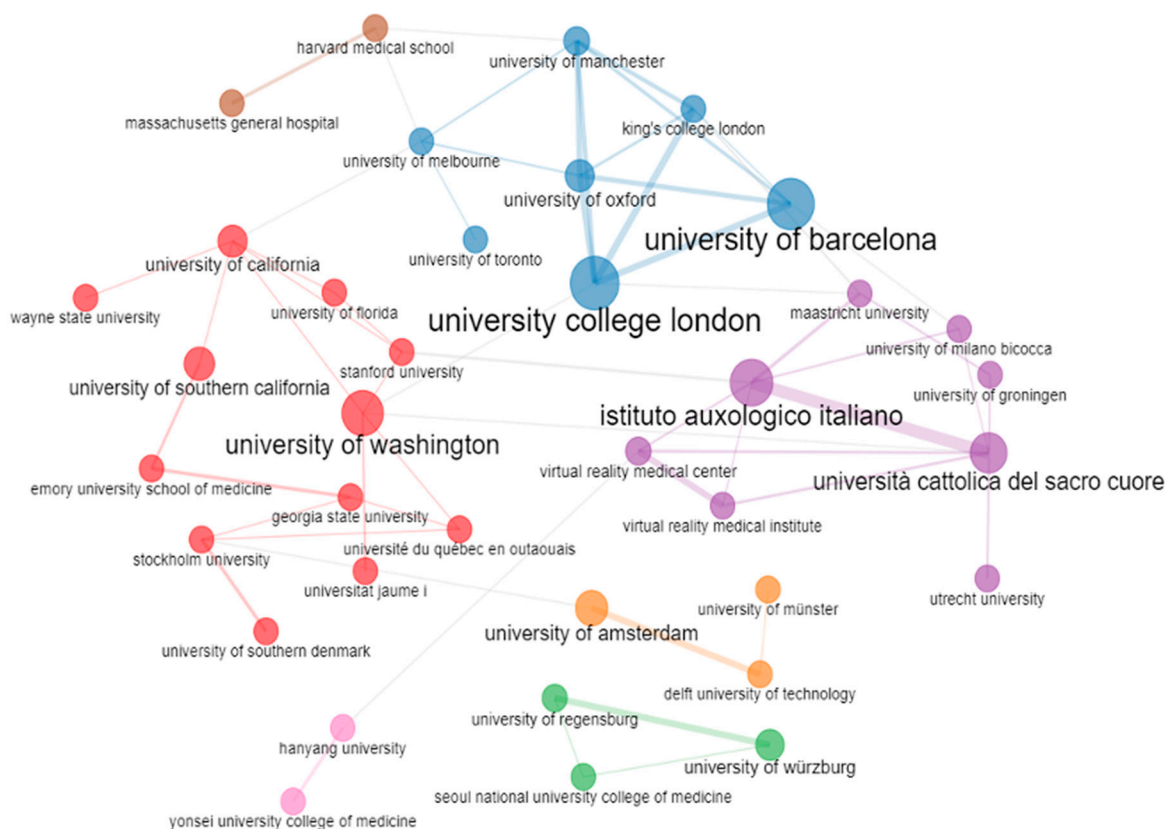 harvard medical school
university of manchester
massachusetts general hospital
king's college london
university of melbourne
university of oxford
university of barcelona
university of toronto
university of california
university of florida
wayne state university
university college london
maastricht university
university of milano bicocca
stanford university
university of southern california
university of groningen
istituto auxologico italiano
university of washington
virtual reality medical center
università cattolica del sacro cuore
emory university school of medicine
georgia state university
virtual reality medical institute
stockholm university
université du québec en outaouais
universitat jaume i
utrecht university
university of münster
university of amsterdam
university of southern denmark
delft university of technology
university of regensburg
hanyang university
university of würzburg
seoul national university college of medicine
yonsei university college of medicine